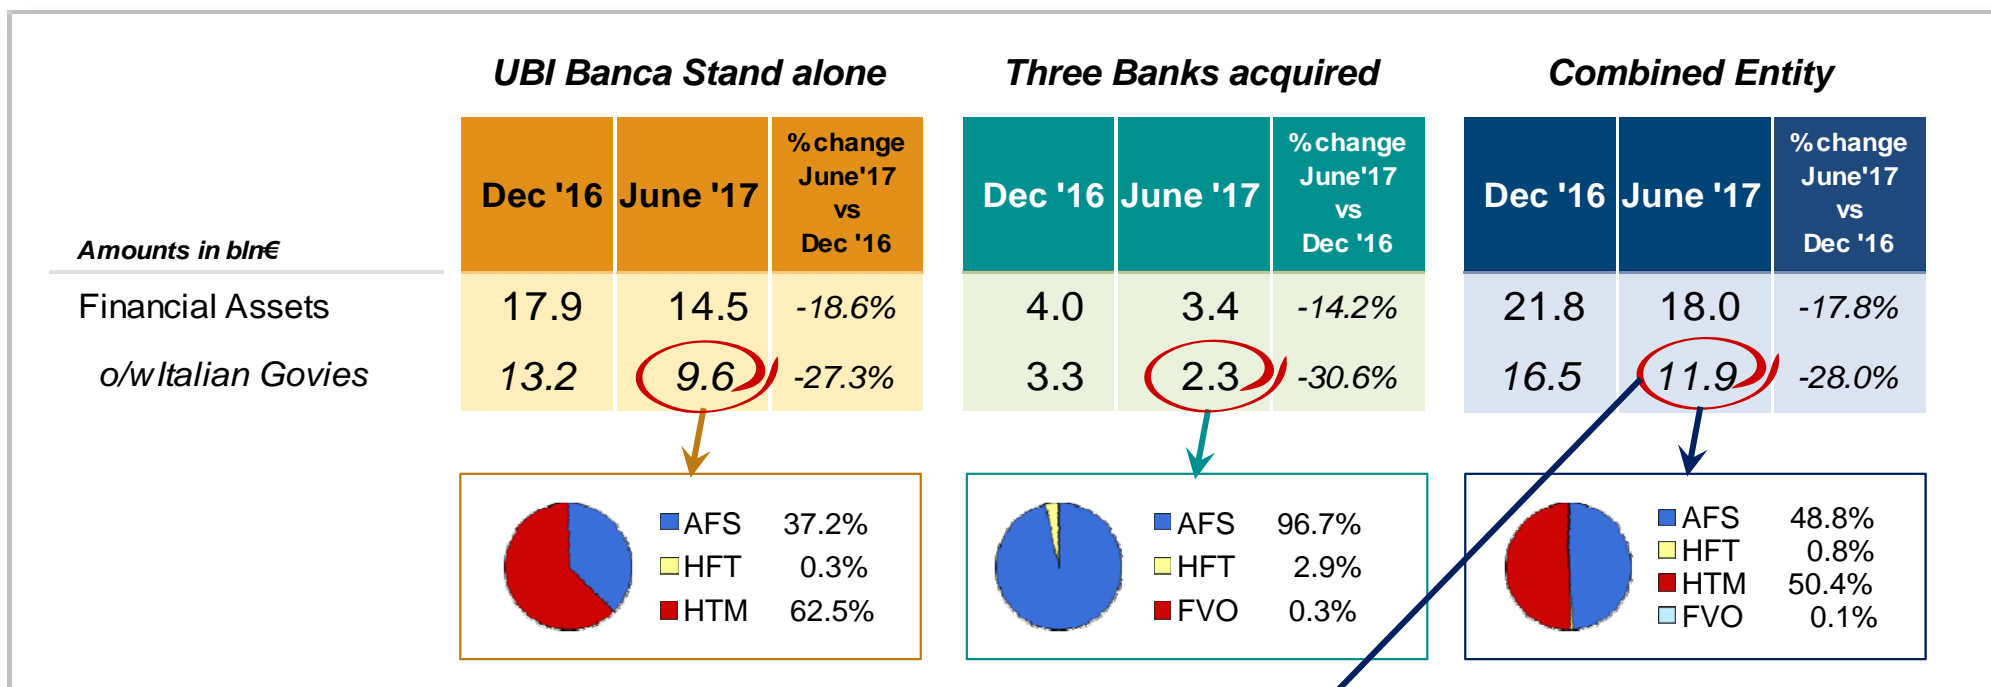 UBI Banca Stand alone
Three Banks acquired
Combined Entity
Amounts in bln€
Dec '16
June '17
% change
June'17
vs
Dec '16
Dec '16
June '17
% change
June'17
vs
Dec '16
Dec '16
June '17
% change
June'17
vs
Dec '16
Financial Assets 17.9 14.5 -18.6% 4.0 3.4 -14.2% 21.8 18.0 -17.8%
o/w Italian Govies 13.2 9.6 -27.3% 3.3 2.3 -30.6% 16.5 11.9 -28.0%
AFS 37.2%
HFT 0.3%
HTM 62.5%
AFS 96.7%
HFT 2.9%
FVO 0.3%
AFS 48.8%
HFT 0.8%
HTM 50.4%
FVO 0.1%